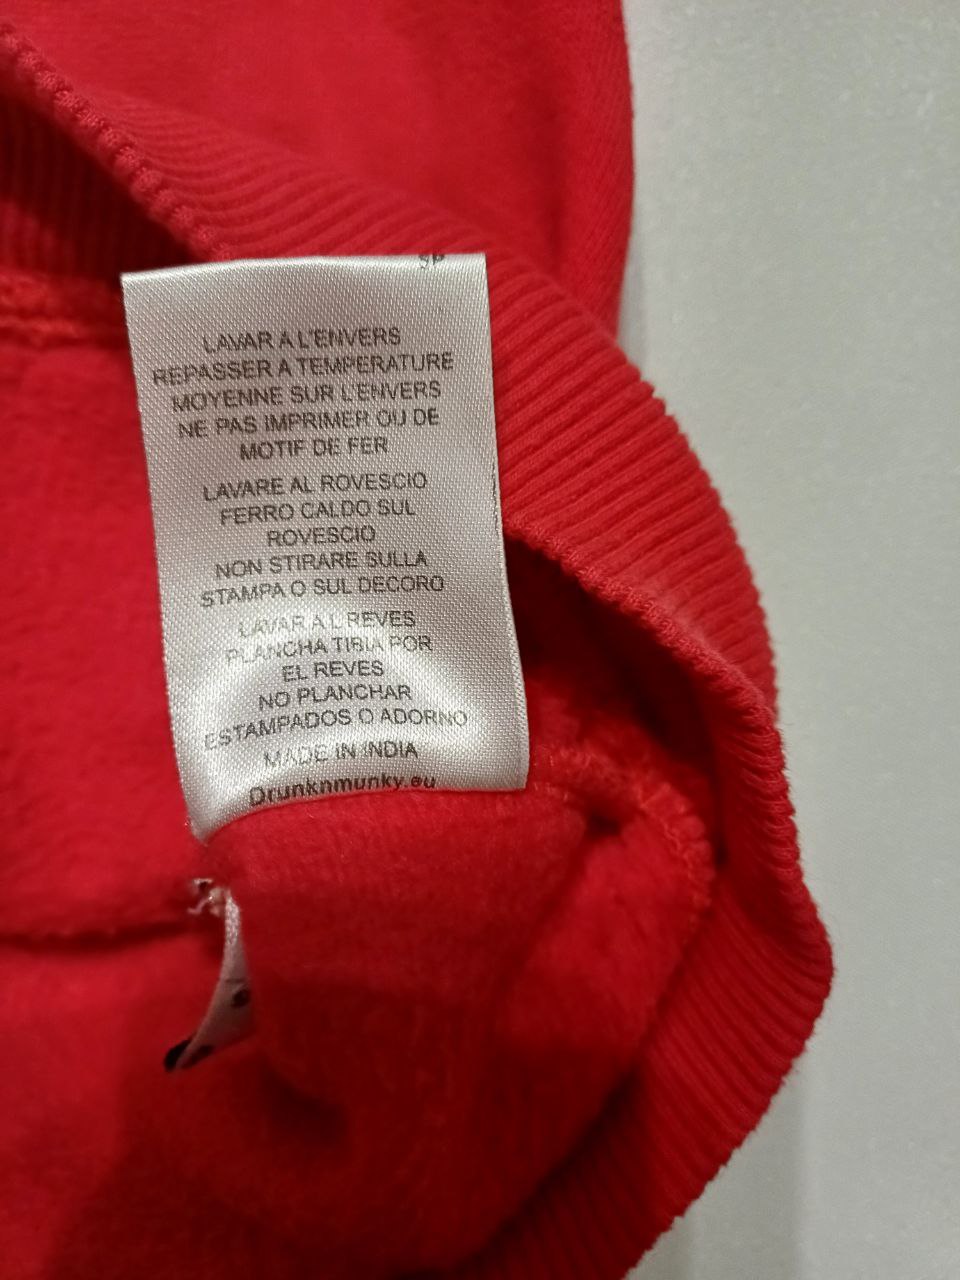 SP
LAVAR A L'ENVERS
REPASSER A TEMPERATURE
MOYENNE SUR L'ENVERS
NE PAS IMPRIMER OU DE
MOTIF DE FER
LAVARE AL ROVESCIO
FERRO CALDO SUL
ROVESCIO
NON STIRARE SULLA
STAMPA O SUL DECORO
LAVAR A L REVES
PLANCHA TIBIA POR
EL REVES
NO PLANCHAR
ESTAMPADOS O ADORNO
MADE IN INDIA
Drunknmunky.eu